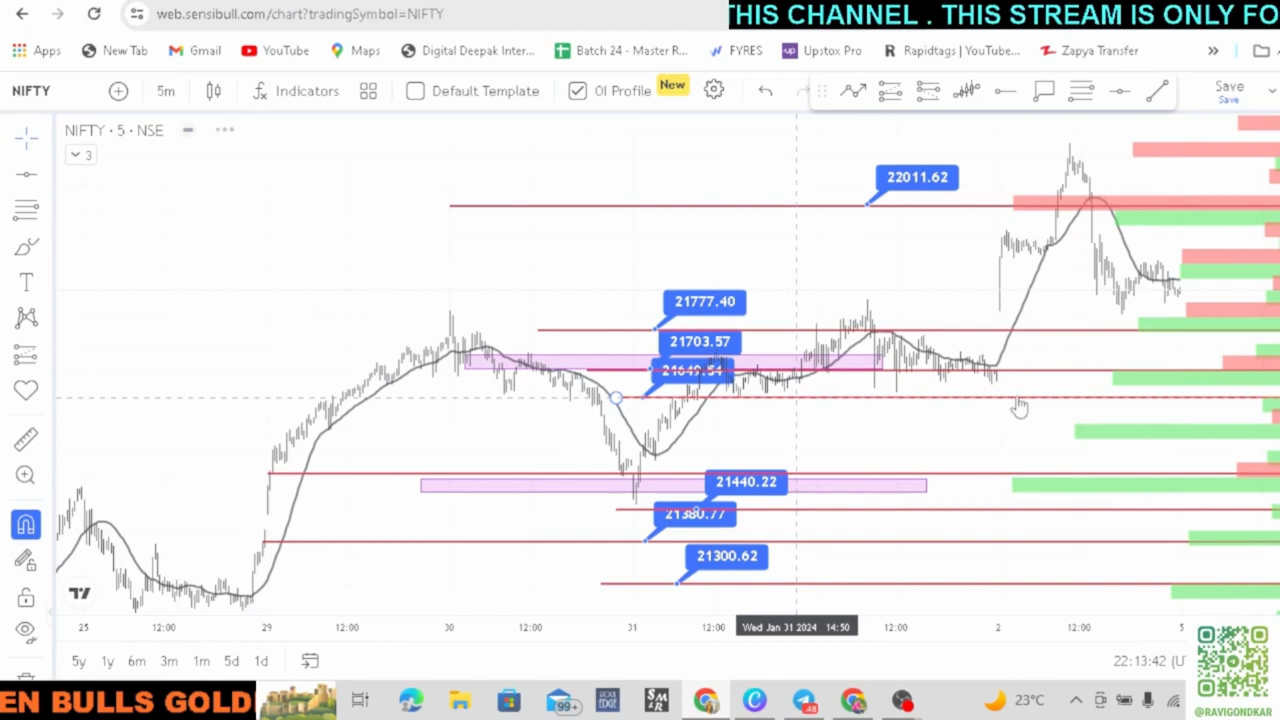 web.sensibull.com/chart?tradingSymbol=NIFTY
THIS CHANNEL . THIS STREAM IS ONLY FO
Apps
New Tab
Gmail
YouTube
Maps
Digital Deepak Inter...
Batch 24 - Master R...
FYRES
Upstox Pro
Rapidtags | YouTube...
Zapya Transfer
NIFTY
5m
Indicators
Default Template
OI Profile
New
Save
Save
NIFTY · 5 · NSE
3
22011.62
21777.40
21703.57
21649.54
21440.22
21380.77
21300.62
25
12:00
29
12:00
30
12:00
31
12:00
Wed Jan 31 2024 14:50
12:00
2
12:00
5
5y
1y
6m
3m
1m
5d
1d
22:13:42 (U
EN BULLS GOLD
99+
23°C
@RAVIGONDKAR